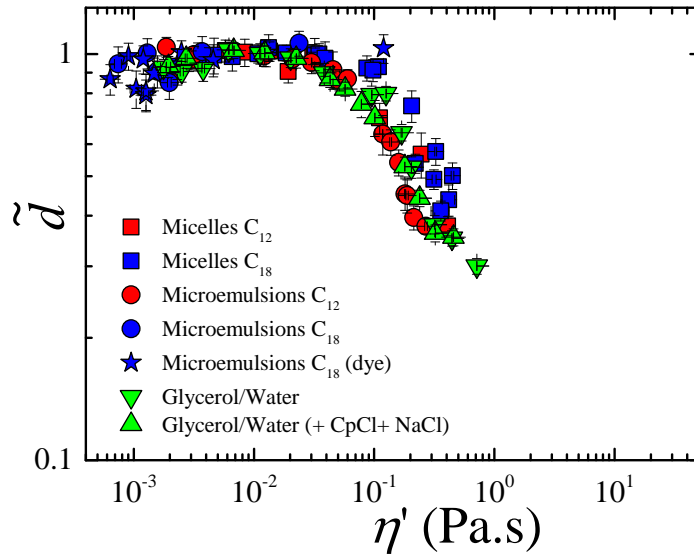 1
d̃
Micelles C₁₂
Micelles C₁₈
Microemulsions C₁₂
Microemulsions C₁₈
Microemulsions C₁₈ (dye)
Glycerol/Water
Glycerol/Water (+ CpCl+ NaCl)
0.1
10⁻³ 10⁻² 10⁻¹ 10⁰ 10¹
η' (Pa.s)